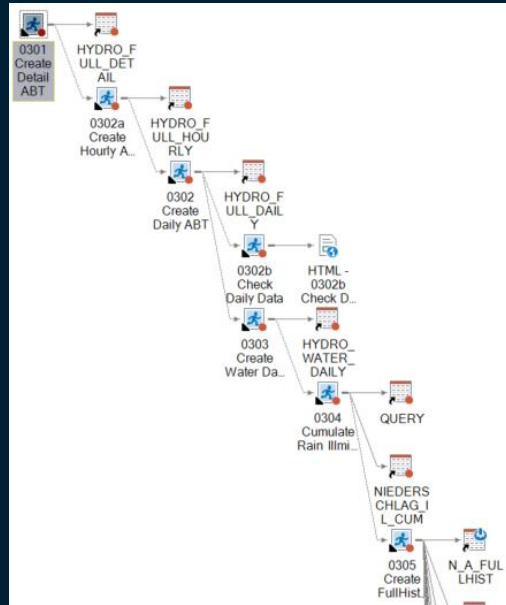 0301
Create
Detail
ABT
HYDRO_F
ULL_DET
AIL
0302a
Create
Hourly A...
HYDRO_F
ULL_HOU
RLY
0302
Create
Daily ABT
HYDRO_F
ULL_DAIL
Y
0302b
Check
Daily Data
HTML -
0302b
Check D...
0303
Create
Water Da...
HYDRO_
WATER_
DAILY
0304
Cumulate
Rain Illmi...
QUERY
NIEDERS
CHLAG_I
L_CUM
0305
Create
FullHist...
N_A_FUL
LHIST